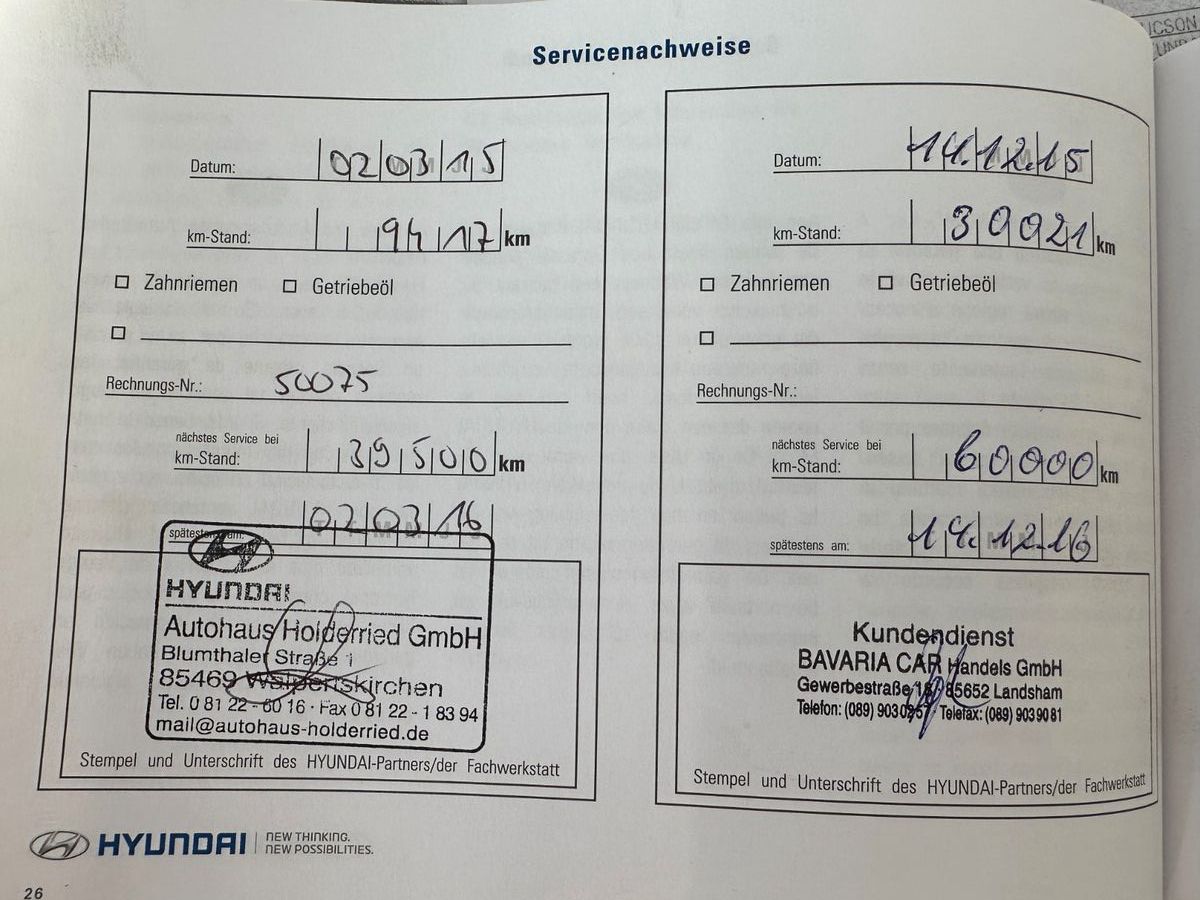 UCSON
Servicenachweise
Datum: 02 03 15
km-Stand: 94 17 km
Zahnriemen Getriebeöl
Rechnungs-Nr.: 50075
nächstes Service bei
km-Stand: 39500 km
spätestens am: 02 03 16
HYUNDAI
Autohaus Holderried GmbH
Blumthaler Straße 1
85469 Walpertskirchen
Tel. 0 81 22 - 60 16 · Fax 0 81 22 - 1 83 94
mail@autohaus-holderried.de
Stempel und Unterschrift des HYUNDAI-Partners/der Fachwerkstatt
Datum: 14.12.15
km-Stand: 39921 km
Zahnriemen Getriebeöl
Rechnungs-Nr.:
nächstes Service bei
km-Stand: 60000 km
spätestens am: 14.12.16
Kundendienst
BAVARIA CAR Handels GmbH
Gewerbestraße 85652 Landsham
Telefon: (089) Telefax: (089) 9039081
Stempel und Unterschrift des HYUNDAI-Partners/der Fachwerkstatt
HYUNDAI NEW THINKING.
NEW POSSIBILITIES.
26